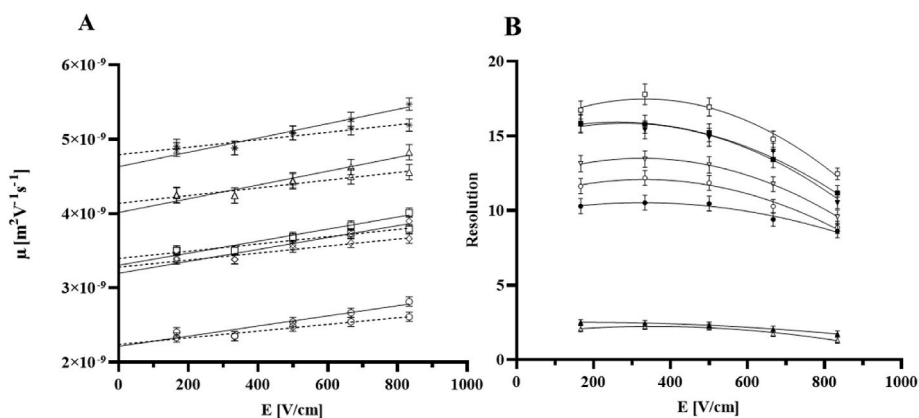 A
B
μ [m²V⁻¹s⁻¹]
6×10⁻⁹
5×10⁻⁹
4×10⁻⁹
3×10⁻⁹
2×10⁻⁹
0 200 400 600 800 1000
E [V/cm]
Resolution
20
15
10
5
0
200 400 600 800 1000
E [V/cm]